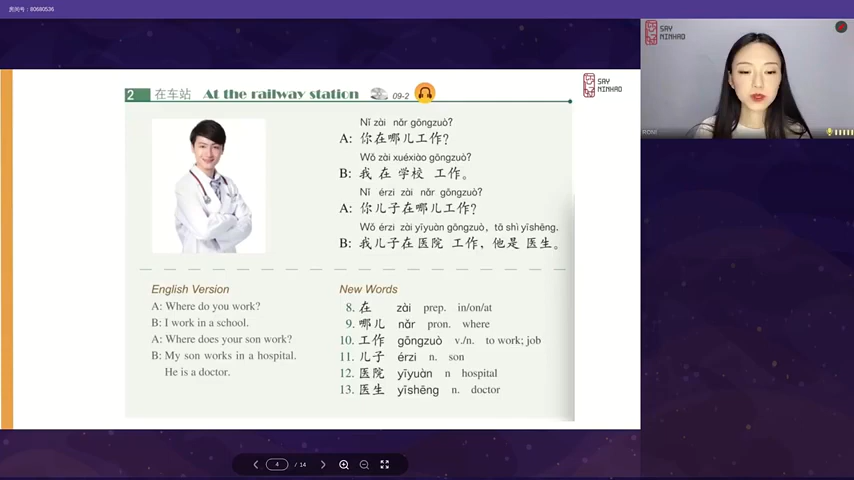 房间号：80680536
2 在车站 At the railway station 09-2
SAY
NINHAO
SAY
NINHAO
Nǐ zài nǎr gōngzuò?
A: 你在哪儿工作？
Wǒ zài xuéxiào gōngzuò?
B: 我 在 学校 工作。
Nǐ érzi zài nǎr gōngzuò?
A: 你儿子在哪儿工作？
Wǒ érzi zài yīyuàn gōngzuò, tā shì yīshēng.
B: 我儿子在医院 工作，他是 医生。
English Version
A: Where do you work?
B: I work in a school.
A: Where does your son work?
B: My son works in a hospital.
He is a doctor.
New Words
8. 在 zài prep. in/on/at
9. 哪儿 nǎr pron. where
10. 工作 gōngzuò v./n. to work; job
11. 儿子 érzi n. son
12. 医院 yīyuàn n hospital
13. 医生 yīshēng n. doctor
4 / 14